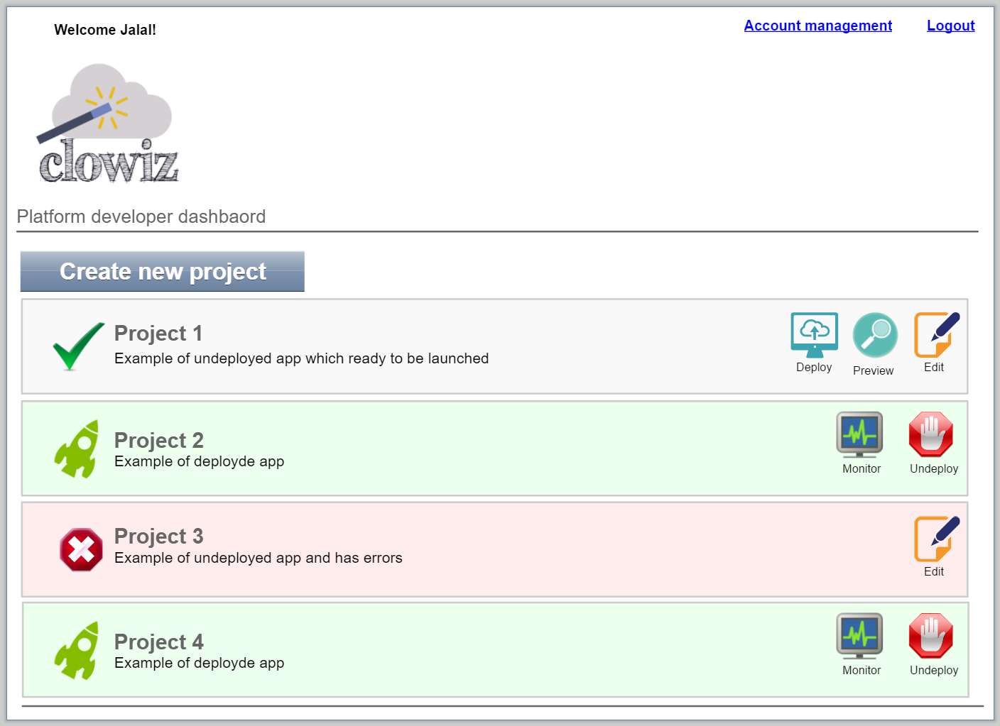 Welcome Jalal!
Account management
Logout
clowiz
Platform developer dashbaord
Create new project
Project 1
Example of undeployed app which ready to be launched
Deploy
Preview
Edit
Project 2
Example of deployde app
Monitor
Undeploy
Project 3
Example of undeployed app and has errors
Edit
Project 4
Example of deployde app
Monitor
Undeploy